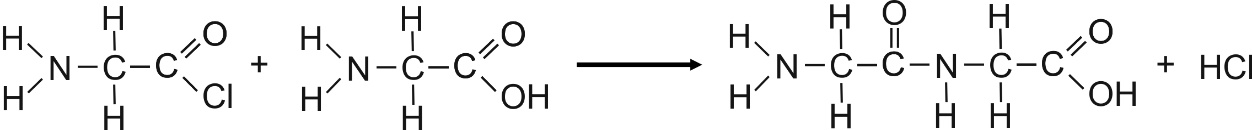 H H O H H O H O H O
H N C C Cl + H N C C OH → H N C C N C C OH + HCl
H H H H H H H H